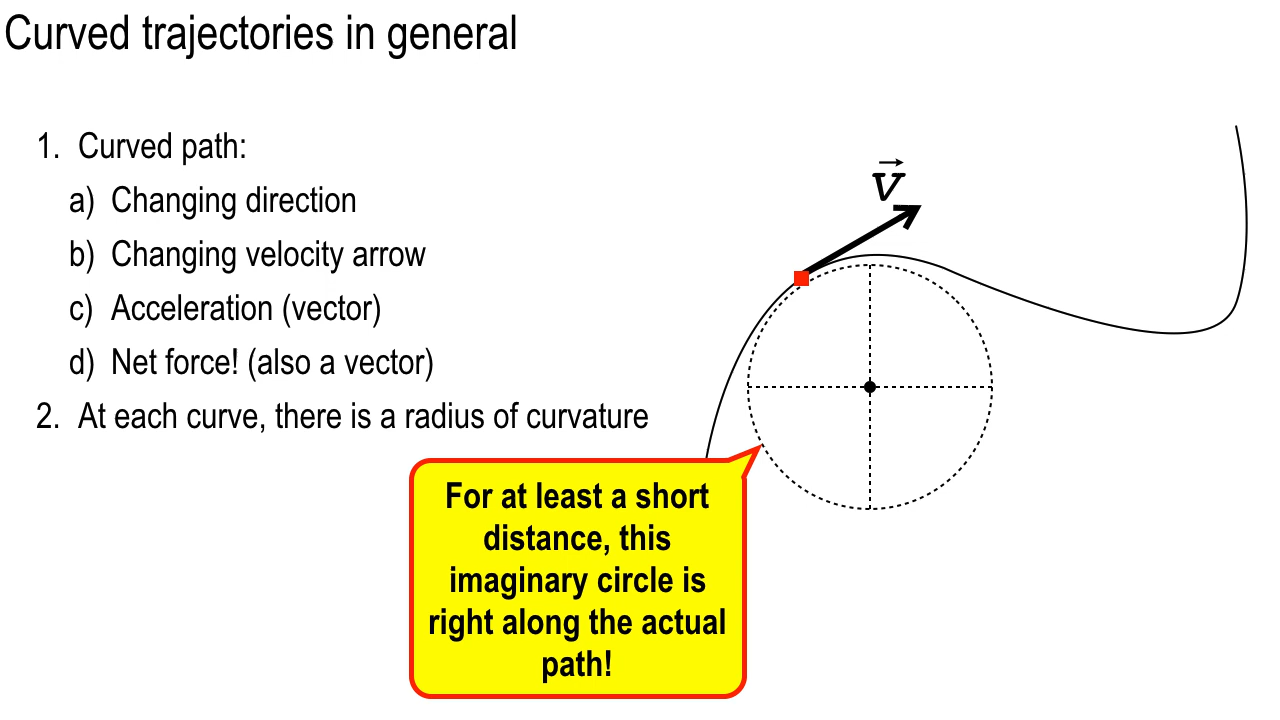 Curved trajectories in general
1. Curved path:
a) Changing direction
b) Changing velocity arrow
c) Acceleration (vector)
d) Net force! (also a vector)
2. At each curve, there is a radius of curvature
v⃗
For at least a short
distance, this
imaginary circle is
right along the actual
path!